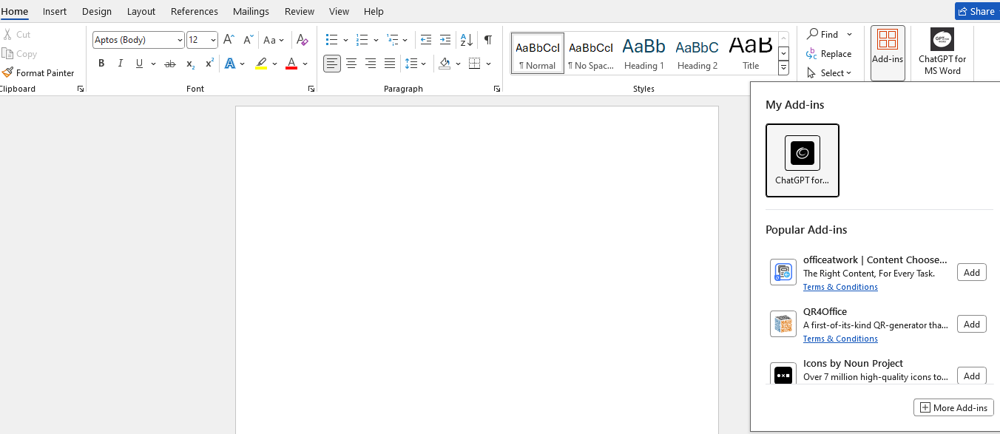 Home Insert Design Layout References Mailings Review View Help Share
Cut
Copy
Format Painter
Clipboard
Aptos (Body) 12 A A Aa A
B I U ab x2 x2 A A
Font
Paragraph
AaBbCcI AaBbCcI AaBb AaBbC AaB
¶ Normal ¶ No Spac... Heading 1 Heading 2 Title
Styles
Find
Replace
Select
Add-ins
ChatGPT for
MS Word
My Add-ins
ChatGPT for...
Popular Add-ins
officeatwork | Content Choose...
The Right Content, For Every Task.
Terms & Conditions
Add
QR4Office
A first-of-its-kind QR-generator tha...
Terms & Conditions
Add
Icons by Noun Project
Over 7 million high-quality icons to...
Add
More Add-ins